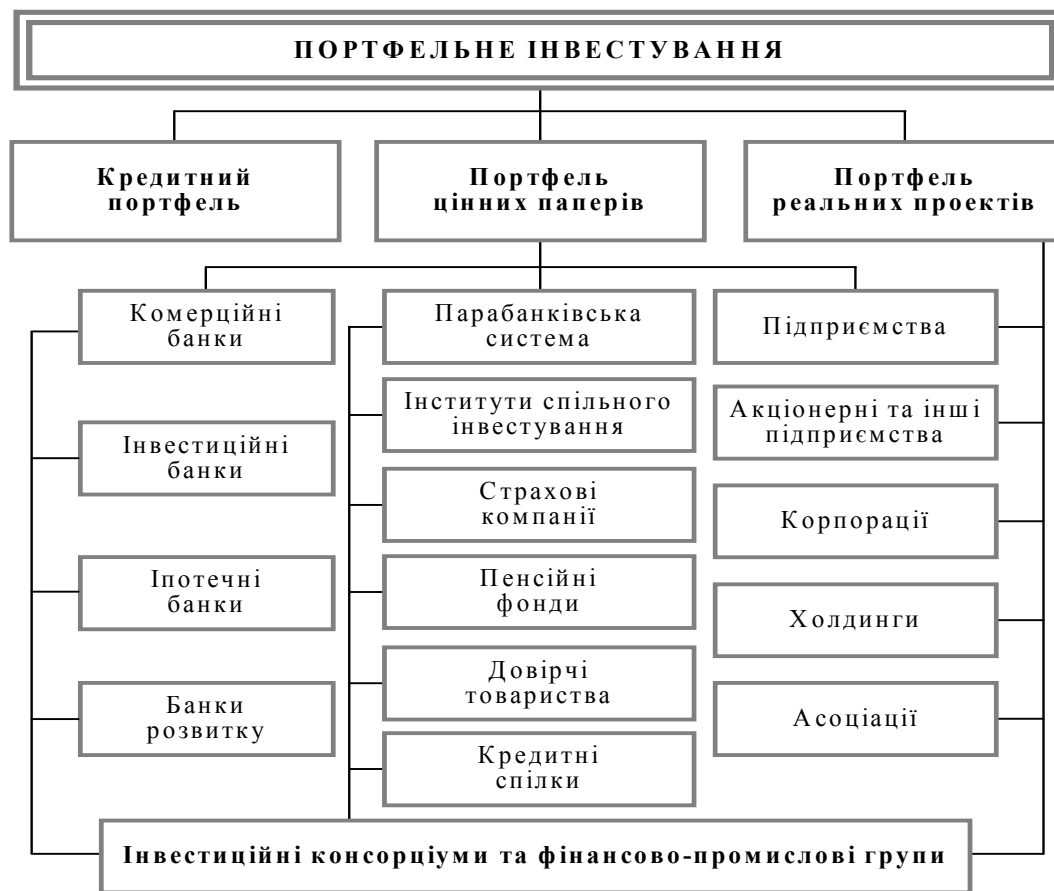 ПОРТФЕЛЬНЕ ІНВЕСТУВАННЯ
Кредитний
портфель
Портфель
цінних паперів
Портфель
реальних проектів
Комерційні
банки
Інвестиційні
банки
Іпотечні
банки
Банки
розвитку
Парабанківська
система
Інститути спільного
інвестування
Страхові
компанії
Пенсійні
фонди
Довірчі
товариства
Кредитні
спілки
Підприємства
Акціонерні та інші
підприємства
Корпорації
Холдинги
Асоціації
Інвестиційні консорціуми та фінансово-промислові групи